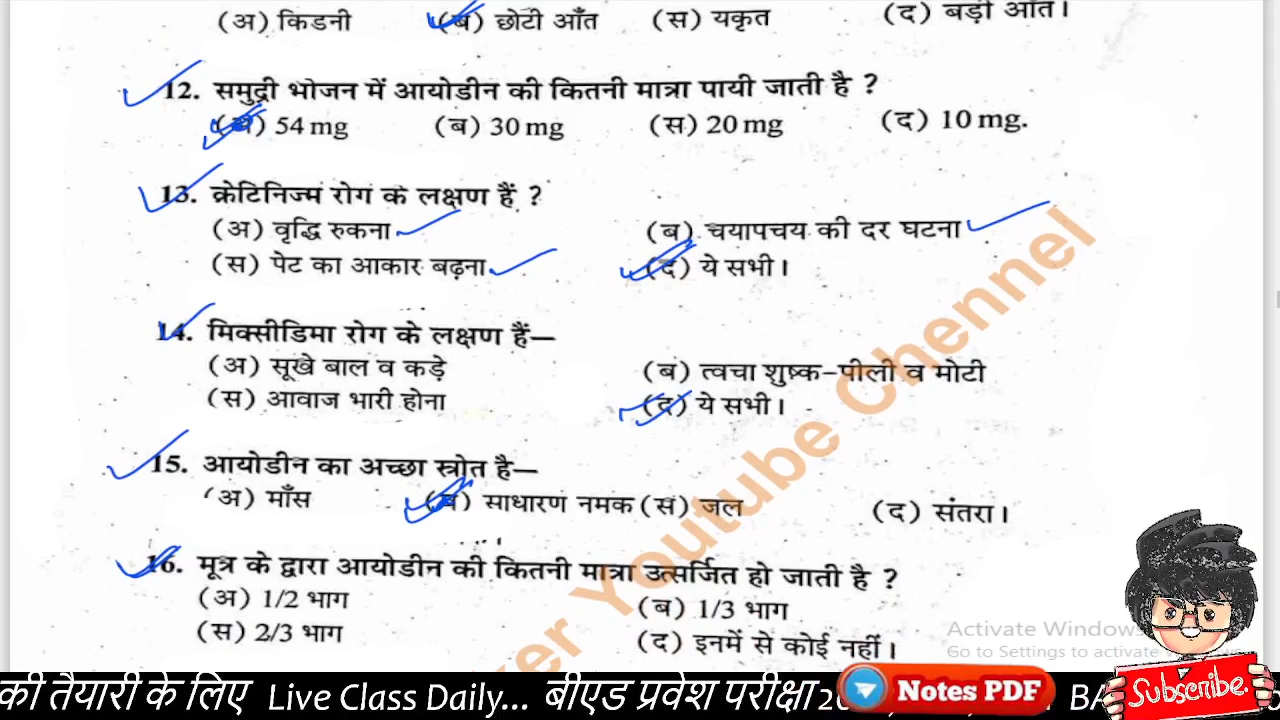 (अ) किडनी (ब) छोटी आँत (स) यकृत (द) बड़ी आँत।
12. समुद्री भोजन में आयोडीन की कितनी मात्रा पायी जाती है ?
(अ) 54 mg (ब) 30 mg (स) 20 mg (द) 10 mg.
13. क्रेटिनिज्म रोग के लक्षण हैं ?
(अ) वृद्धि रुकना (ब) चयापचय की दर घटना
(स) पेट का आकार बढ़ना (द) ये सभी।
14. मिक्सीडिमा रोग के लक्षण हैं—
(अ) सूखे बाल व कड़े (ब) त्वचा शुष्क-पीली व मोटी
(स) आवाज भारी होना (द) ये सभी।
15. आयोडीन का अच्छा स्त्रोत है—
(अ) माँस (ब) साधारण नमक (स) जल (द) संतरा।
16. मूत्र के द्वारा आयोडीन की कितनी मात्रा उत्सर्जित हो जाती है ?
(अ) 1/2 भाग (ब) 1/3 भाग
(स) 2/3 भाग (द) इनमें से कोई नहीं।
Youtube Chennel
Activate Windows
Go to Settings to activate
की तैयारी के लिए Live Class Daily... बीएड प्रवेश परीक्षा
Notes PDF
Subscribe.